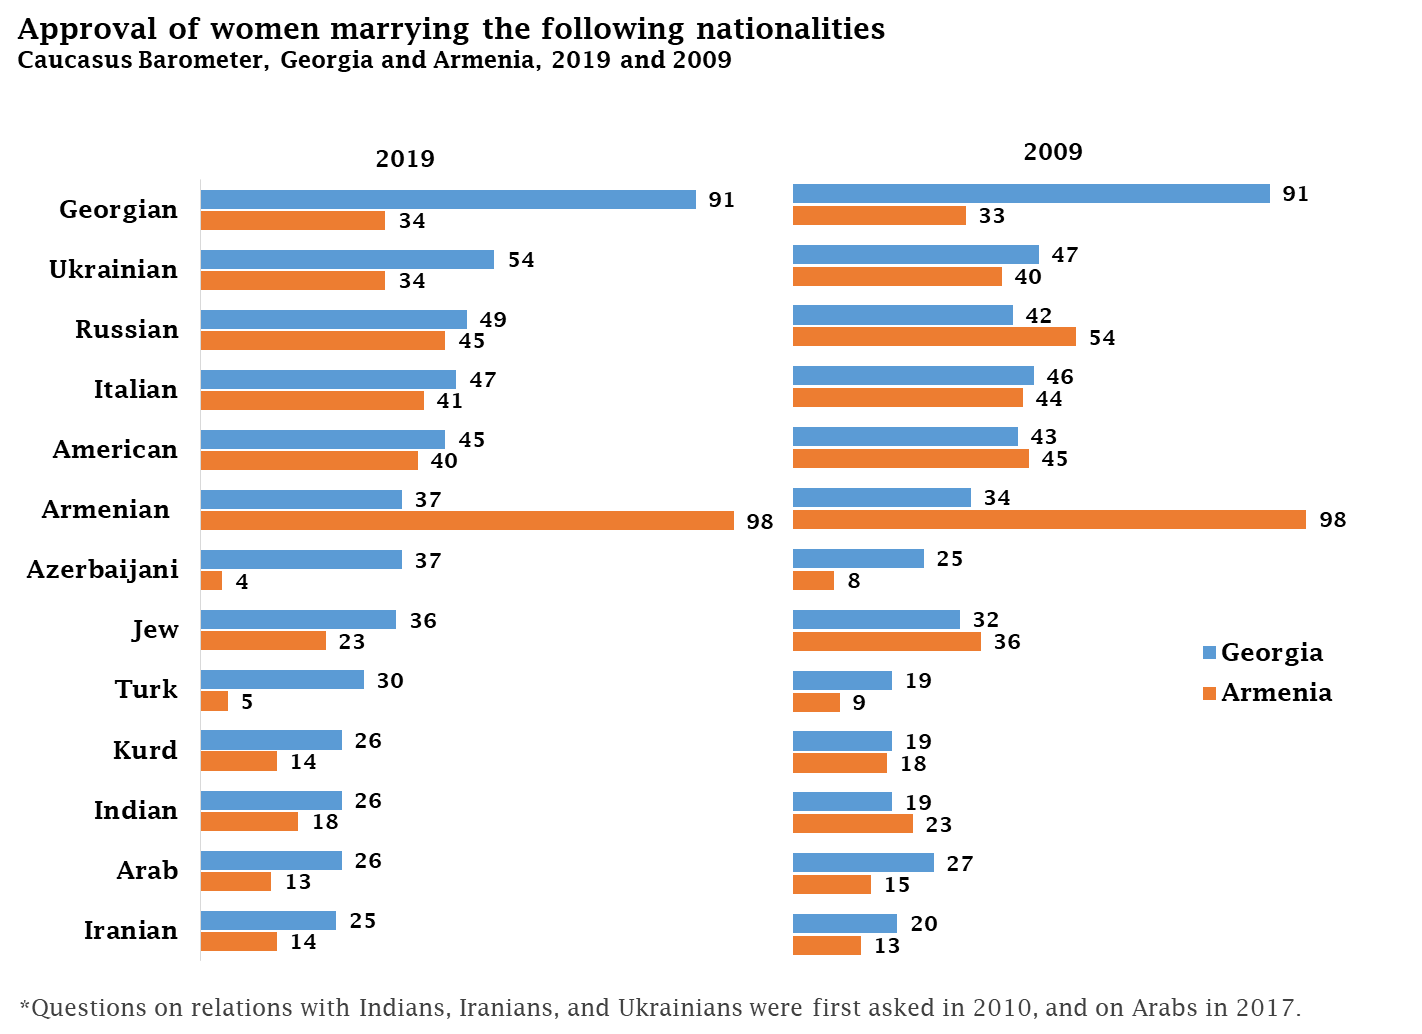 Approval of women marrying the following nationalities
Caucasus Barometer, Georgia and Armenia, 2019 and 2009
2019
2009
Georgian 91 34 91 33
Ukrainian 54 34 47 40
Russian 49 45 42 54
Italian 47 41 46 44
American 45 40 43 45
Armenian 37 98 34 98
Azerbaijani 37 4 25 8
Jew 36 23 32 36
Turk 30 5 19 9
Kurd 26 14 19 18
Indian 26 18 19 23
Arab 26 13 27 15
Iranian 25 14 20 13
Georgia
Armenia
*Questions on relations with Indians, Iranians, and Ukrainians were first asked in 2010, and on Arabs in 2017.